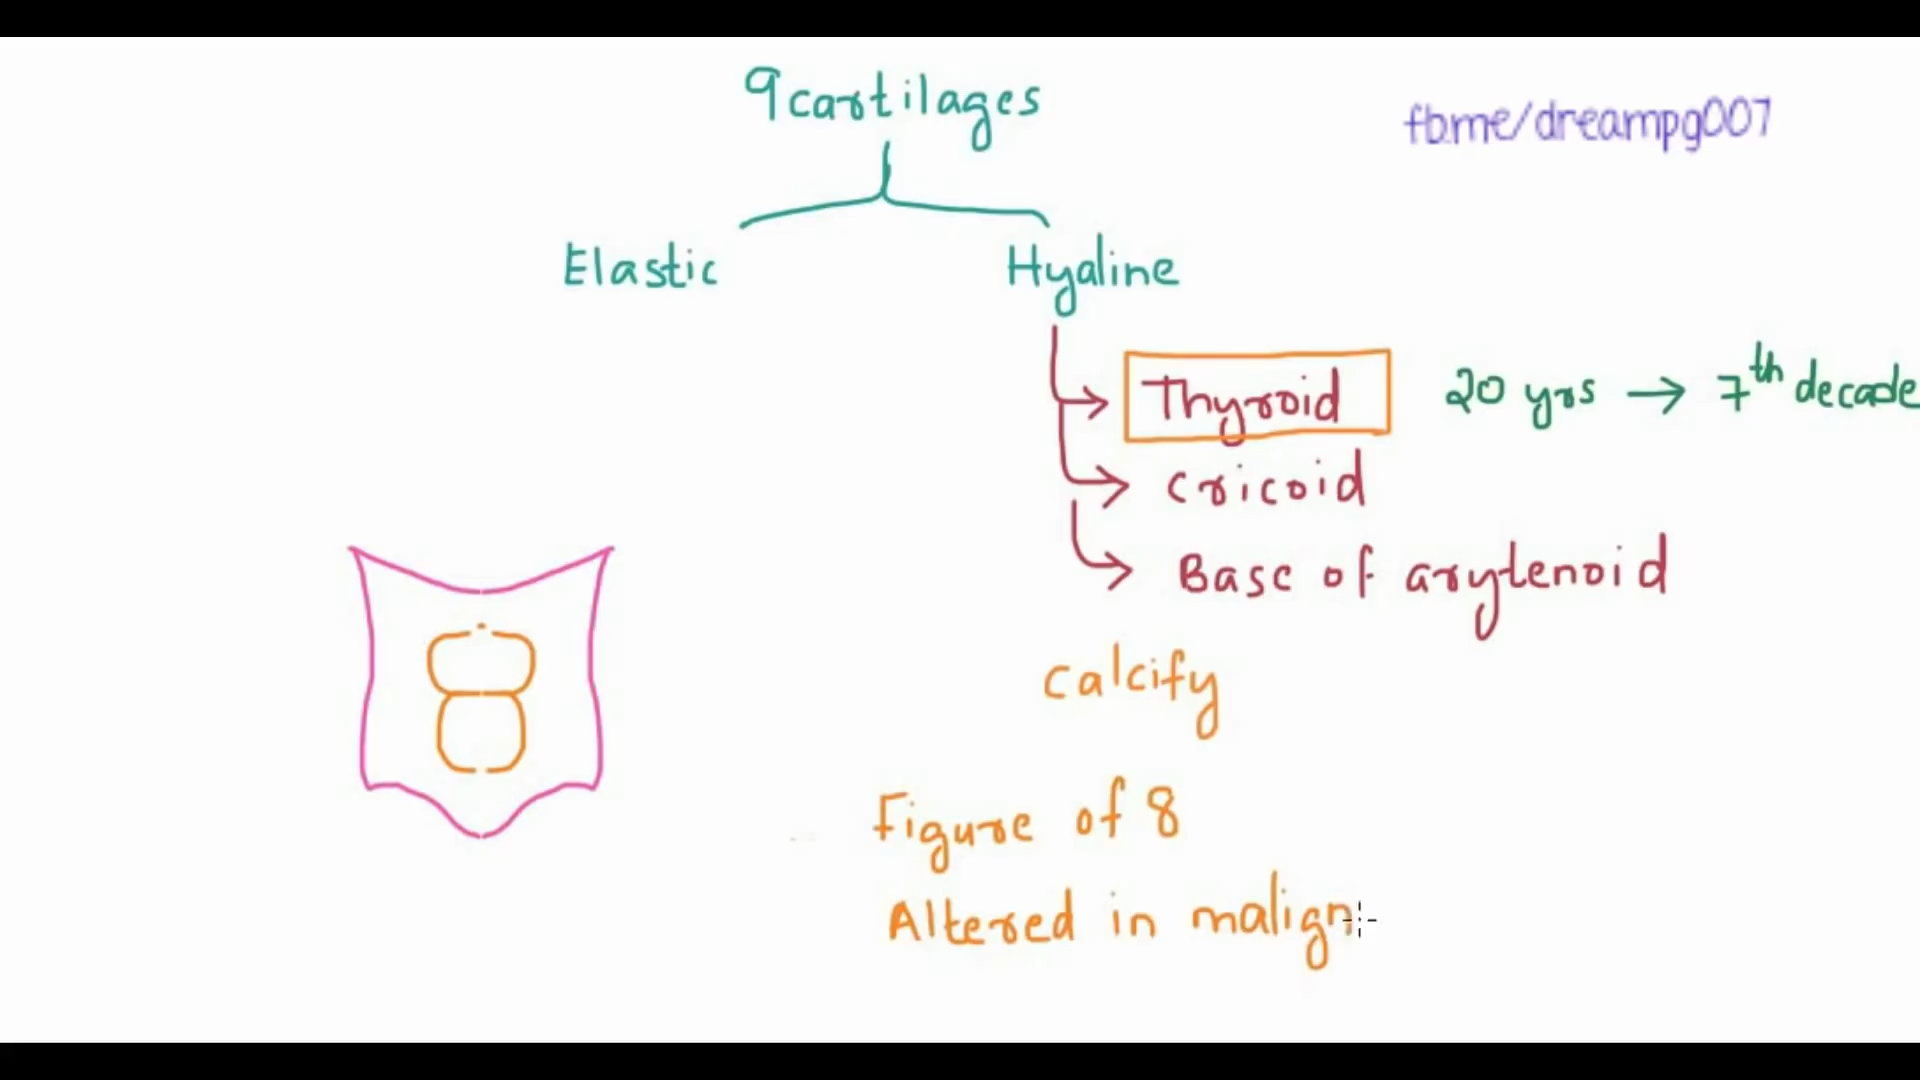 9 cartilages
fb.me/dreampg007
Elastic
Hyaline
Thyroid 20 yrs → 7th decade
cricoid
Base of arytenoid
calcify
Figure of 8
Altered in malign